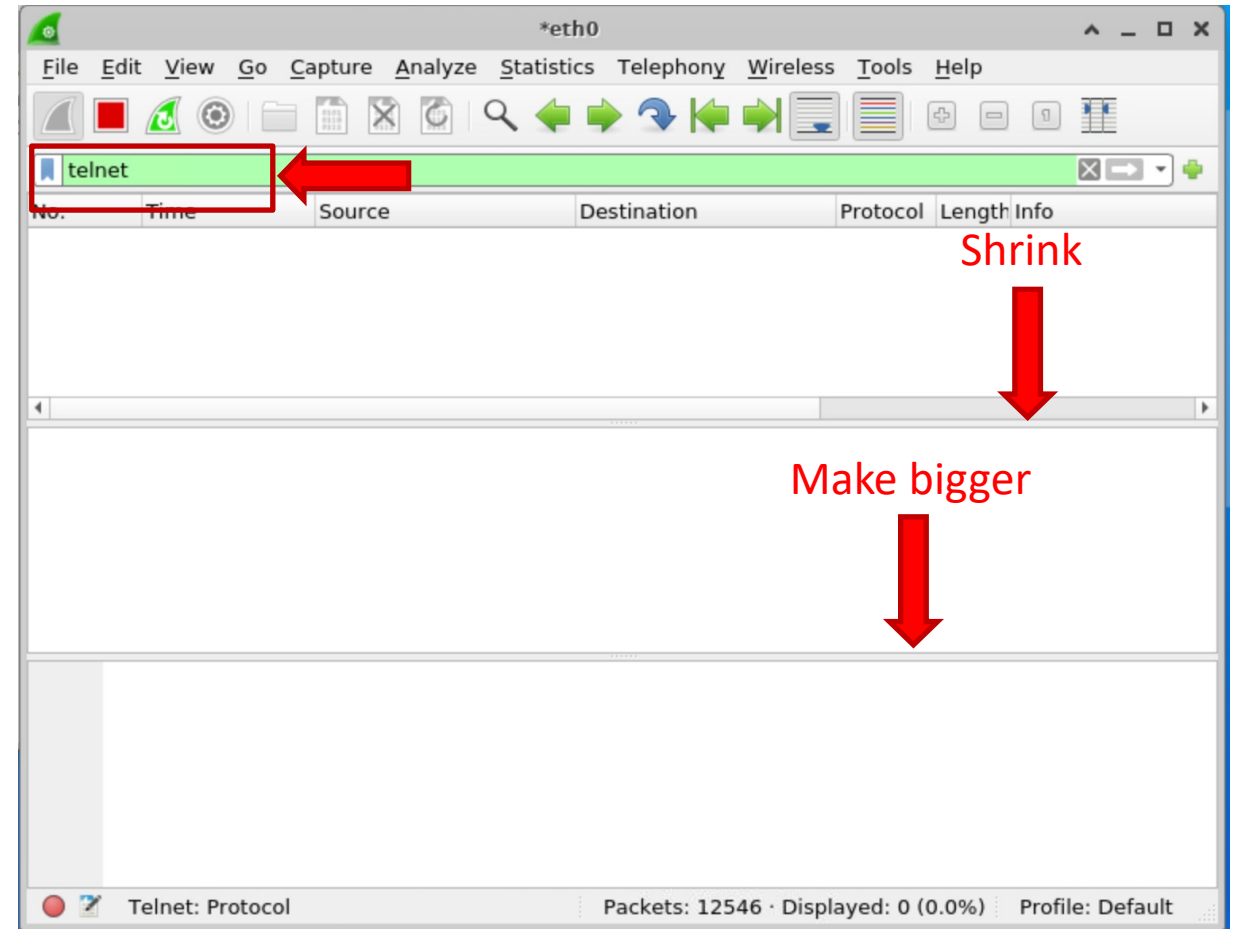 *eth0
File Edit View Go Capture Analyze Statistics Telephony Wireless Tools Help
telnet
No. Time Source Destination Protocol Length Info
Shrink
Make bigger
Telnet: Protocol Packets: 12546 · Displayed: 0 (0.0%) Profile: Default